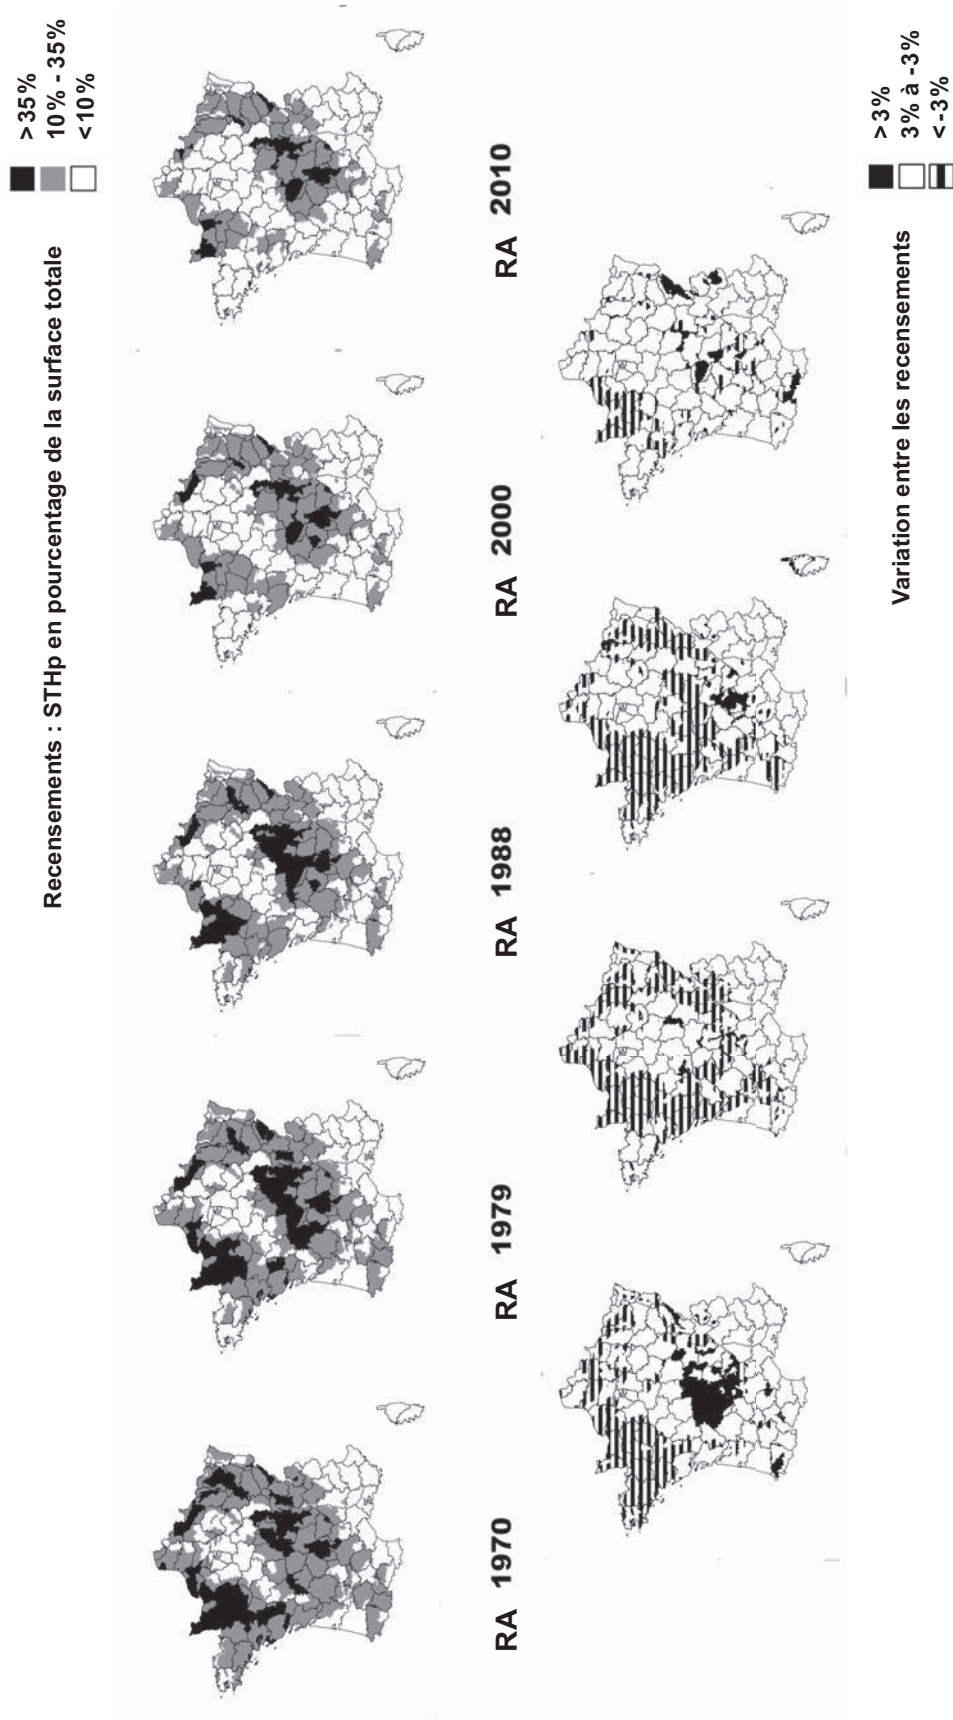 Recensements : STHp en pourcentage de la surface totale
>35%
10% - 35%
<10%
RA 1970
RA 1979
RA 1988
RA 2000
RA 2010
Variation entre les recensements
>3%
3% à -3%
<-3%